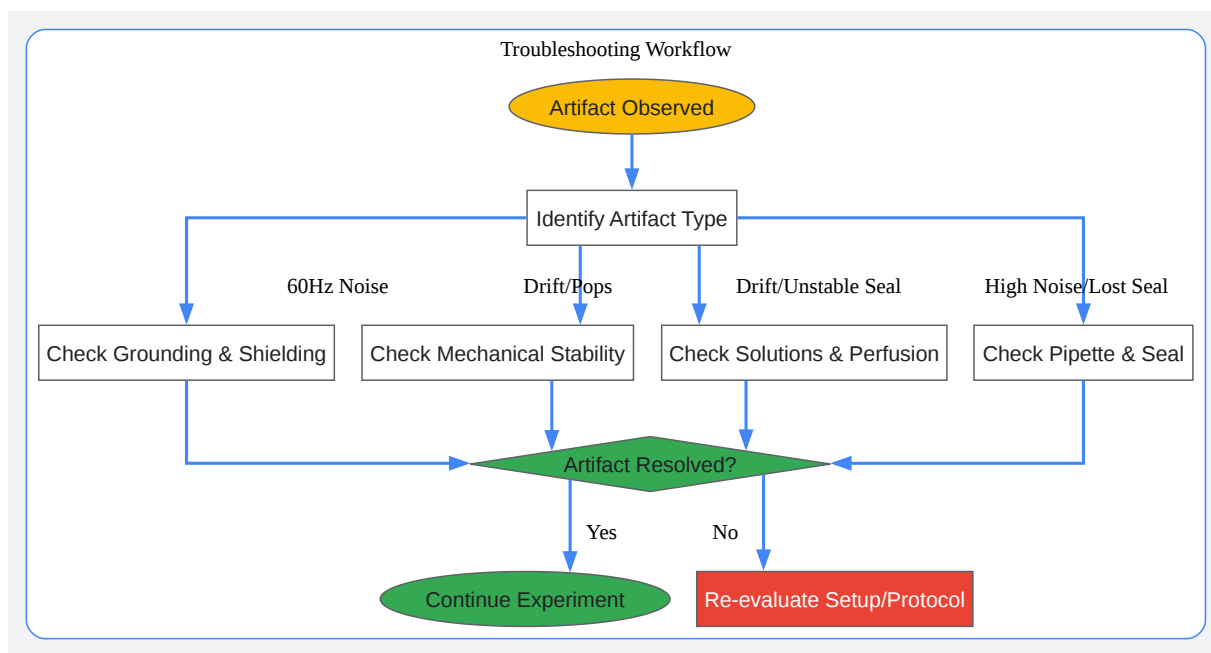 Troubleshooting Workflow
Artifact Observed
Identify Artifact Type
60Hz Noise
Drift/Pops
Drift/Unstable Seal
High Noise/Lost Seal
Check Grounding & Shielding
Check Mechanical Stability
Check Solutions & Perfusion
Check Pipette & Seal
Artifact Resolved?
Yes
No
Continue Experiment
Re-evaluate Setup/Protocol